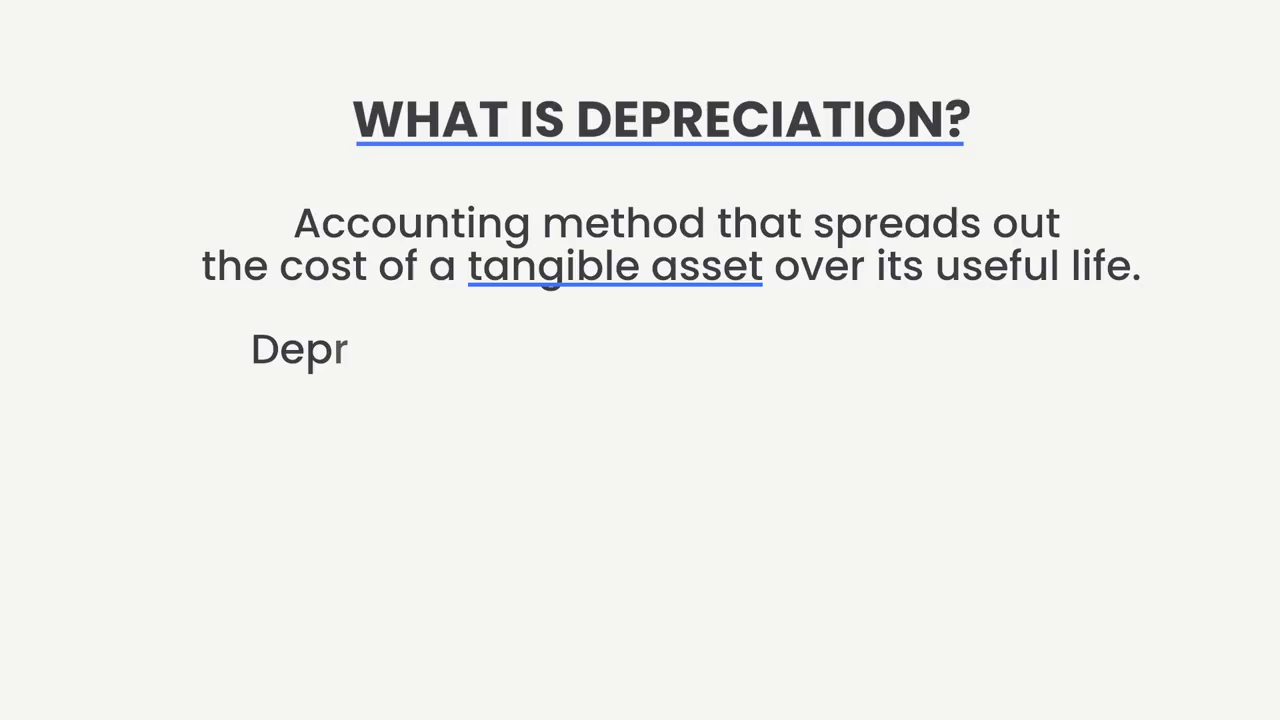 WHAT IS DEPRECIATION?
Accounting method that spreads out
the cost of a tangible asset over its useful life.
Depr